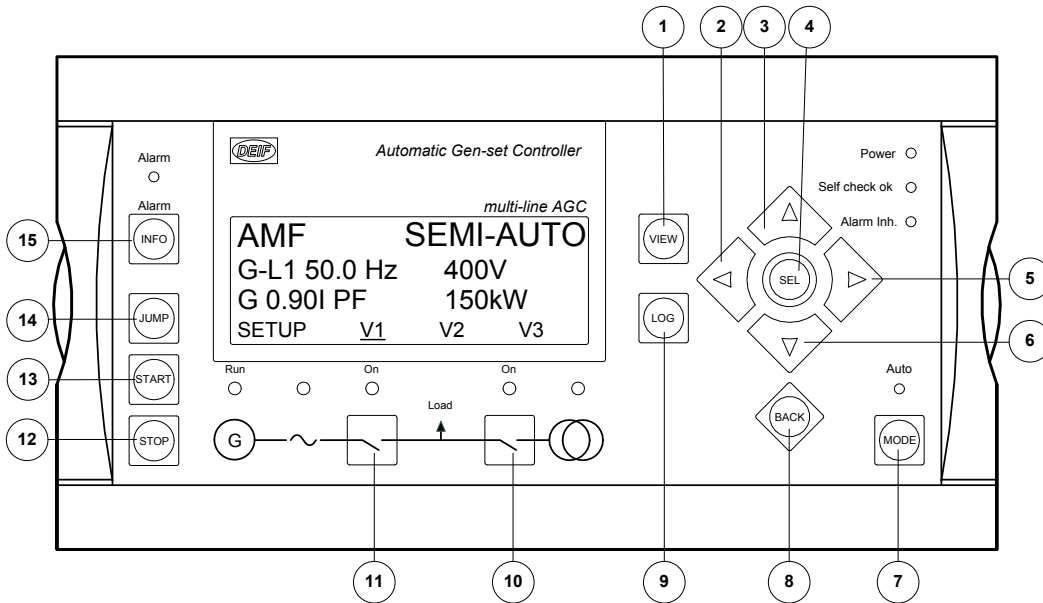 1 2 3 4
DEIF Automatic Gen-set Controller
multi-line AGC
AMF SEMI-AUTO
G-L1 50.0 Hz 400V
G 0.90I PF 150kW
SETUP V1 V2 V3
Alarm
Alarm
INFO
15
JUMP
14
START
13
STOP
12
Run On On
Load
G
VIEW
LOG
SEL
BACK
Power
Self check ok
Alarm Inh.
5
6
Auto
MODE
11 10 9 8 7